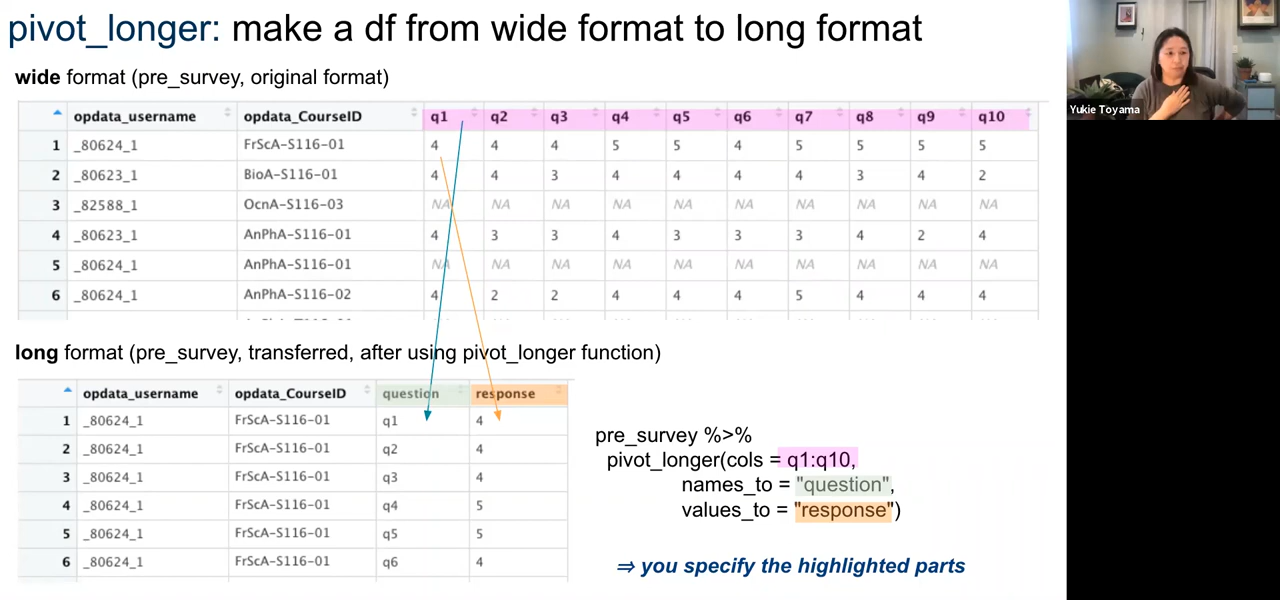 pivot_longer: make a df from wide format to long format
Yukie Toyama
wide format (pre_survey, original format)
opdata_username opdata_CourseID q1 q2 q3 q4 q5 q6 q7 q8 q9 q10
1 _80624_1 FrScA-S116-01 4 4 4 5 5 4 5 5 5 5
2 _80623_1 BioA-S116-01 4 4 3 4 4 4 4 3 4 2
3 _82588_1 OcnA-S116-03 NA NA NA NA NA NA NA NA NA NA
4 _80623_1 AnPhA-S116-01 4 3 3 4 3 3 3 4 2 4
5 _80624_1 AnPhA-S116-01 NA NA NA NA NA NA NA NA NA NA
6 _80624_1 AnPhA-S116-02 4 2 2 4 4 4 5 4 4 4
long format (pre_survey, transferred, after using pivot_longer function)
opdata_username opdata_CourseID question response
1 _80624_1 FrScA-S116-01 q1 4
2 _80624_1 FrScA-S116-01 q2 4
3 _80624_1 FrScA-S116-01 q3 4
4 _80624_1 FrScA-S116-01 q4 5
5 _80624_1 FrScA-S116-01 q5 5
6 _80624_1 FrScA-S116-01 q6 4
pre_survey %>%
pivot_longer(cols = q1:q10,
names_to = "question",
values_to = "response")
⇒ you specify the highlighted parts